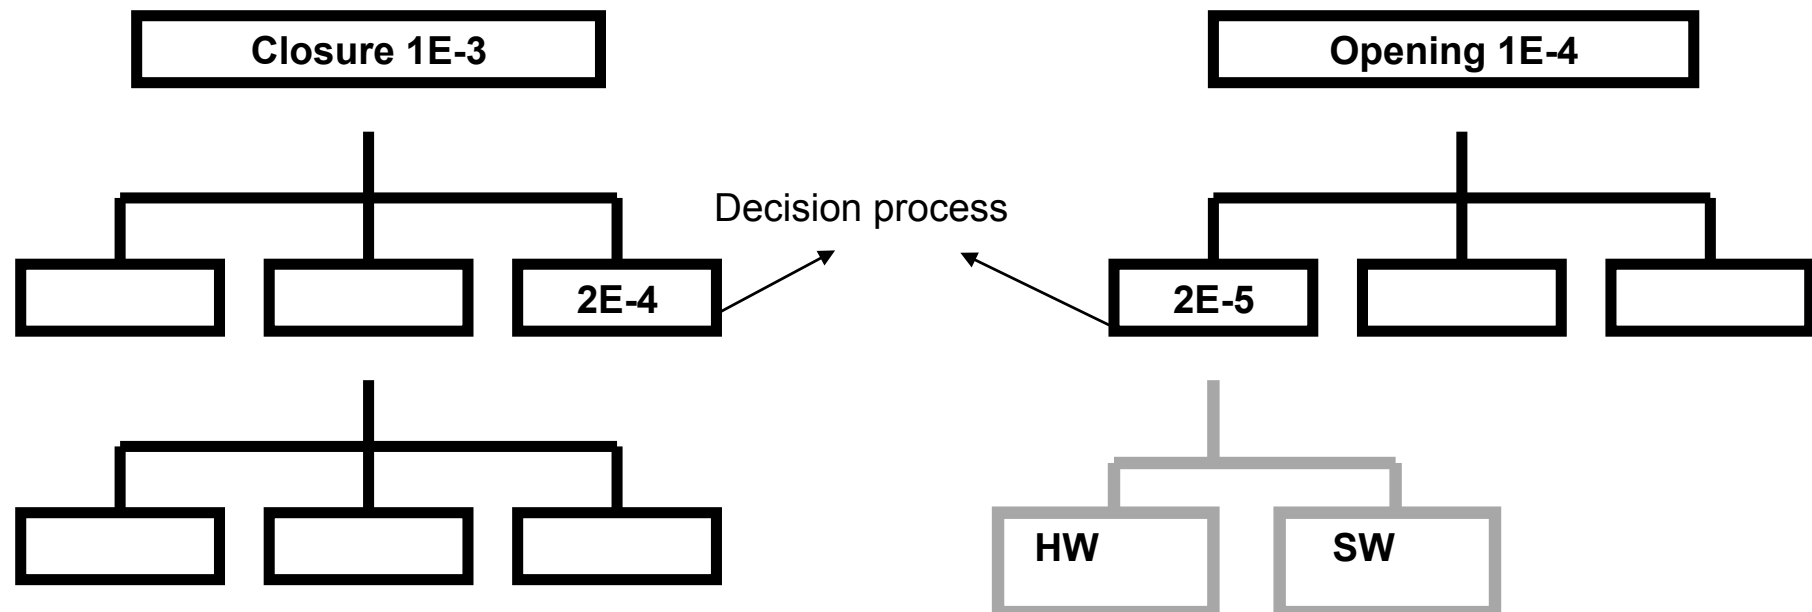 Closure 1E-3
Opening 1E-4
Decision process
2E-4
2E-5
HW
SW